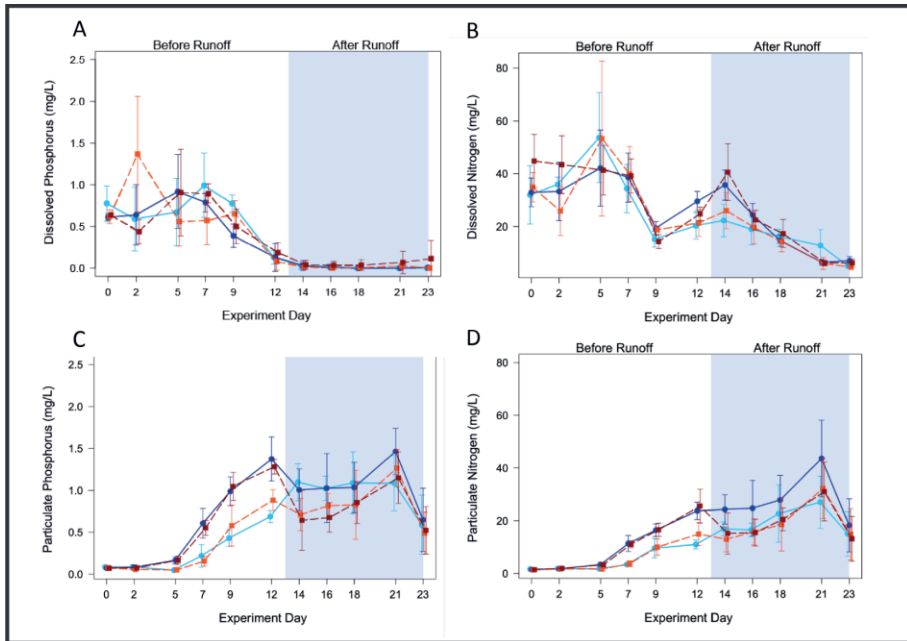 A
Before Runoff After Runoff
Dissolved Phosphorus (mg/L)
2.5
2.0
1.5
1.0
0.5
0.0
0 2 5 7 9 12 14 16 18 21 23
Experiment Day
B
Before Runoff After Runoff
Dissolved Nitrogen (mg/L)
80
60
40
20
0 2 5 7 9 12 14 16 18 21 23
Experiment Day
C
Particulate Phosphorus (mg/L)
2.5
2.0
1.5
1.0
0.5
0.0
0 2 5 7 9 12 14 16 18 21 23
Experiment Day
D
Before Runoff After Runoff
Particulate Nitrogen (mg/L)
80
60
40
20
0
0 2 5 7 9 12 14 16 18 21 23
Experiment Day